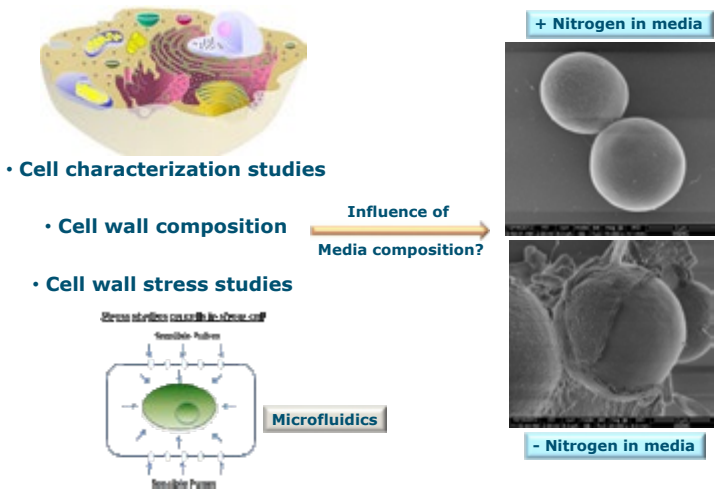 + Nitrogen in media
• Cell characterization studies
• Cell wall composition
Influence of
Media composition?
• Cell wall stress studies
Microfluidics
- Nitrogen in media